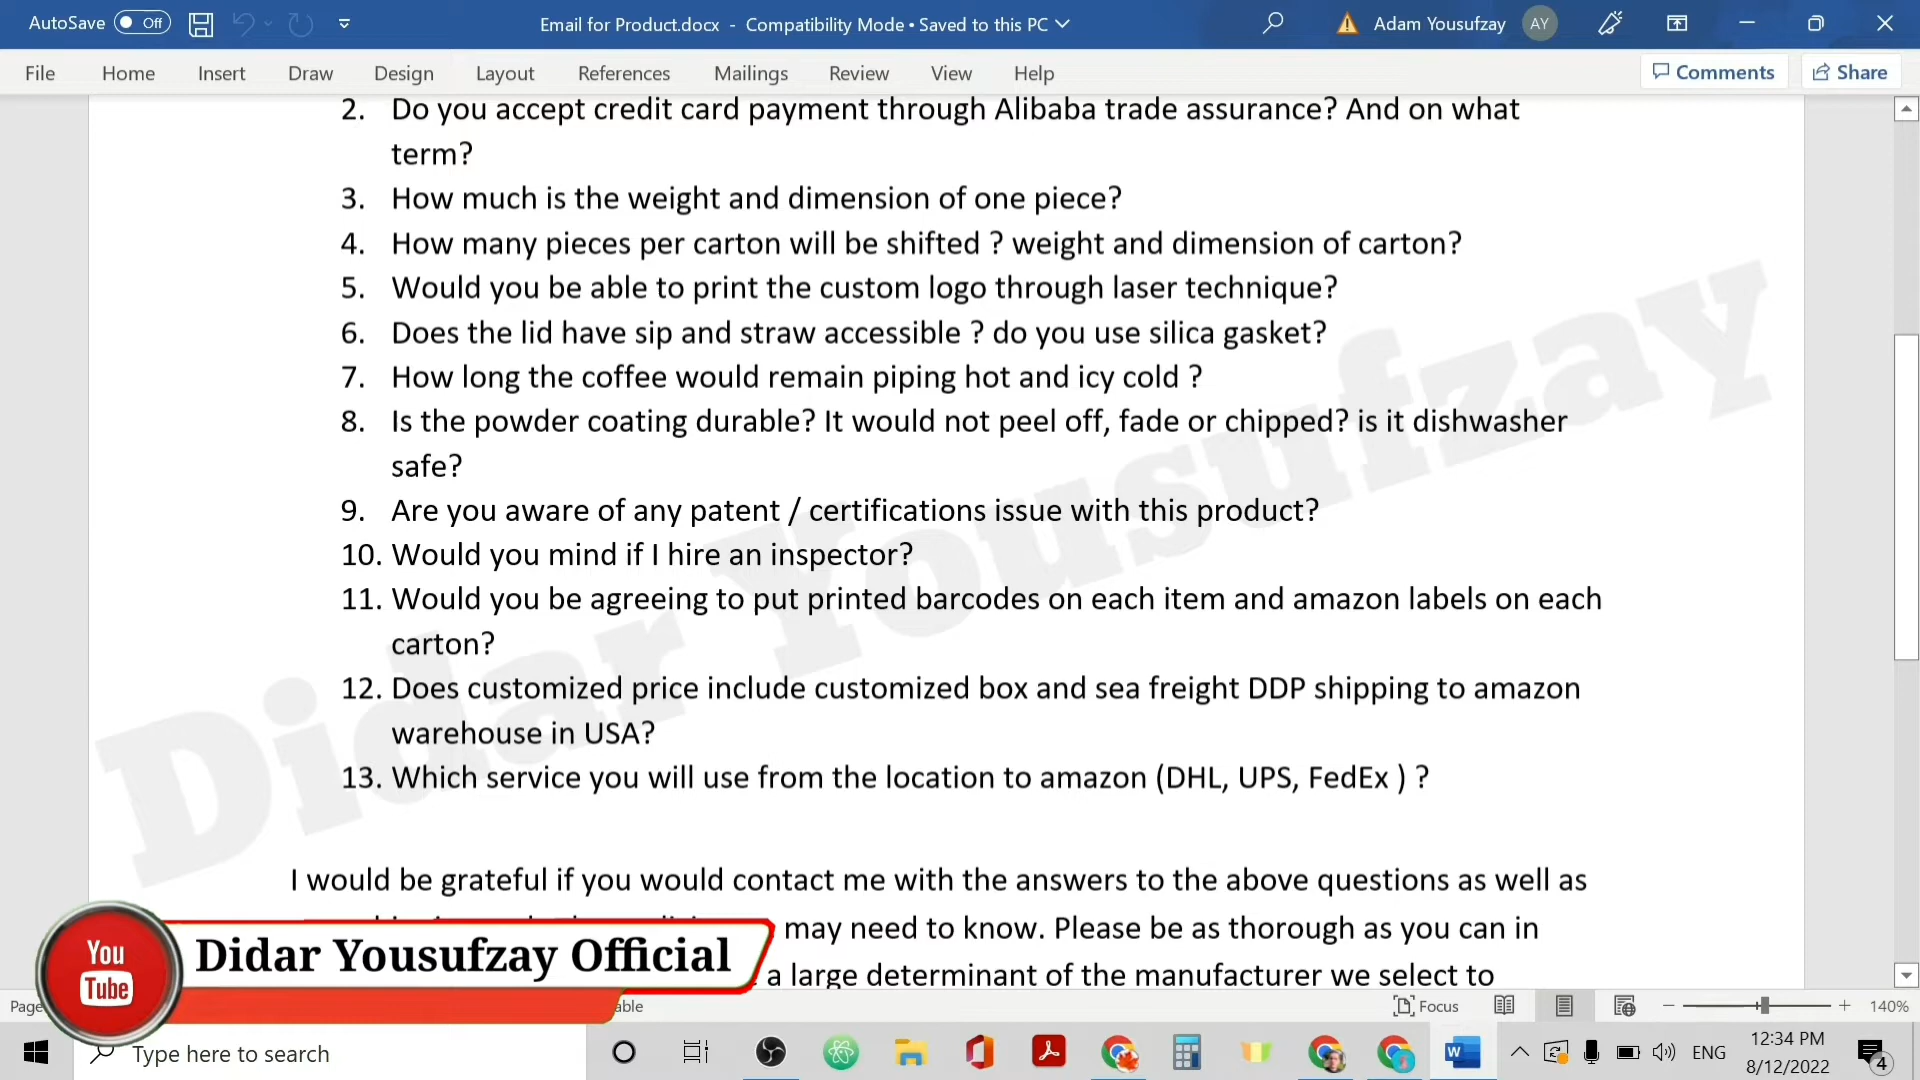 AutoSave Off Email for Product.docx - Compatibility Mode • Saved to this PC Adam Yousufzay AY
File Home Insert Draw Design Layout References Mailings Review View Help Comments Share
2. Do you accept credit card payment through Alibaba trade assurance? And on what
term?
3. How much is the weight and dimension of one piece?
4. How many pieces per carton will be shifted ? weight and dimension of carton?
5. Would you be able to print the custom logo through laser technique?
6. Does the lid have sip and straw accessible ? do you use silica gasket?
7. How long the coffee would remain piping hot and icy cold ?
8. Is the powder coating durable? It would not peel off, fade or chipped? is it dishwasher
safe?
9. Are you aware of any patent / certifications issue with this product?
10. Would you mind if I hire an inspector?
11. Would you be agreeing to put printed barcodes on each item and amazon labels on each
carton?
12. Does customized price include customized box and sea freight DDP shipping to amazon
warehouse in USA?
13. Which service you will use from the location to amazon (DHL, UPS, FedEx ) ?
Didar Yousufzay
I would be grateful if you would contact me with the answers to the above questions as well as
may need to know. Please be as thorough as you can in
a large determinant of the manufacturer we select to
You
Tube
Didar Yousufzay Official
Page Focus 140%
Type here to search
W
ENG
12:34 PM
8/12/2022
4